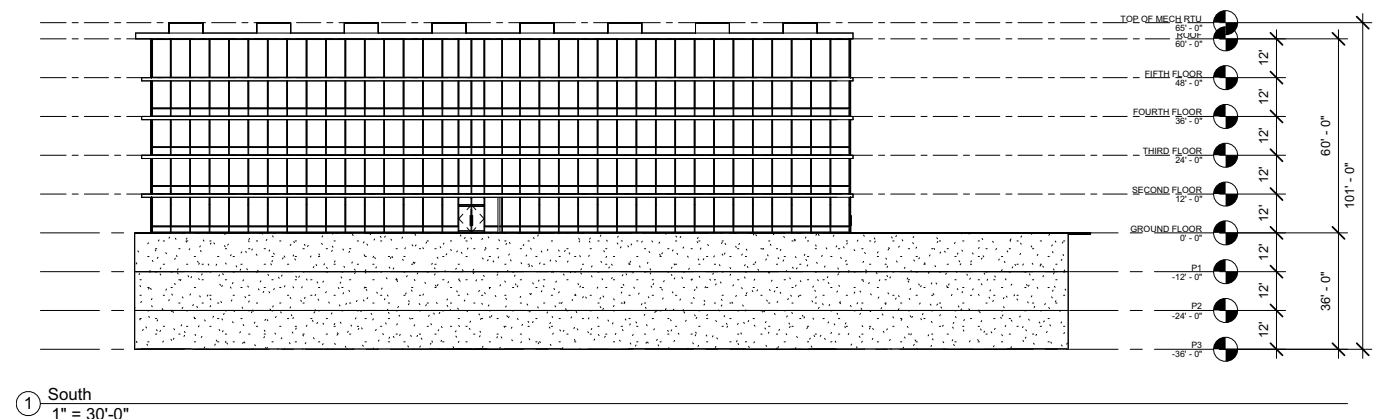 TOP OF MECH RTU
65' - 0"
ROOF
60' - 0"
12'
FIFTH FLOOR
48' - 0"
12'
FOURTH FLOOR
36' - 0"
12'
60' - 0"
THIRD FLOOR
24' - 0"
12'
101' - 0"
SECOND FLOOR
12' - 0"
12'
GROUND FLOOR
0' - 0"
12'
P1
-12' - 0"
12'
36' - 0"
P2
-24' - 0"
12'
P3
-36' - 0"
1
South
1" = 30'-0"